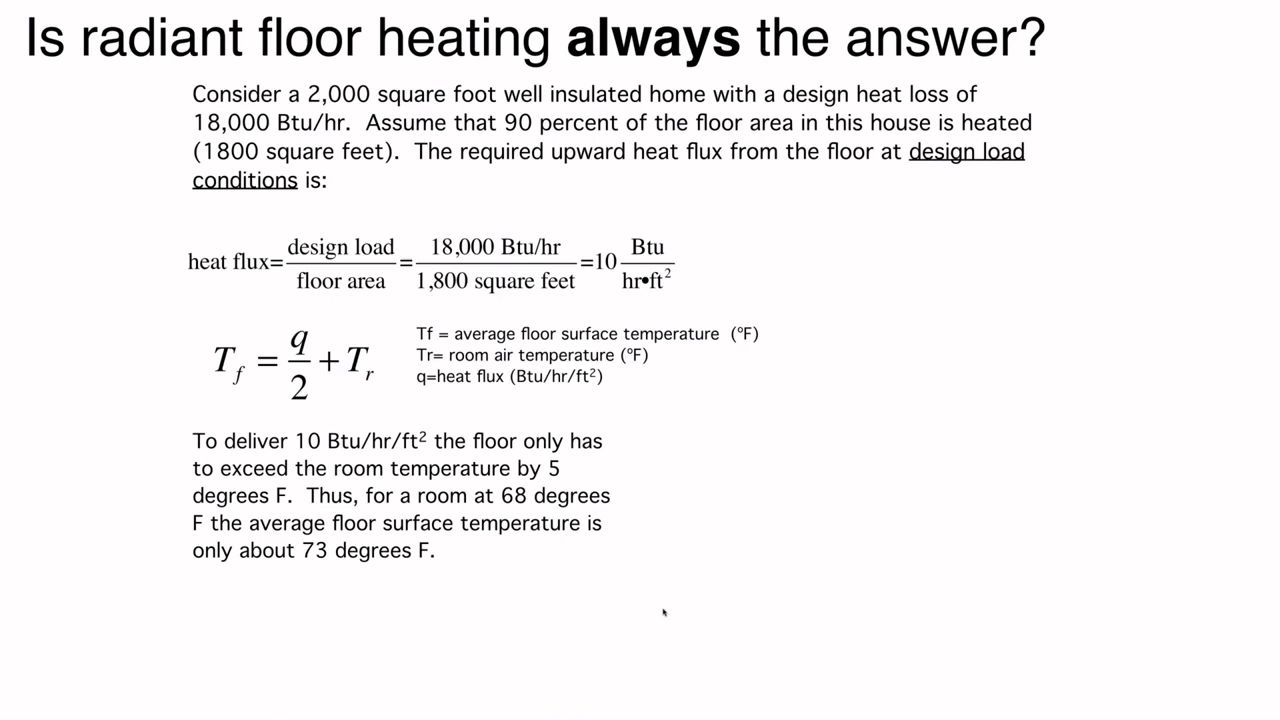 Is radiant floor heating always the answer?
Consider a 2,000 square foot well insulated home with a design heat loss of
18,000 Btu/hr. Assume that 90 percent of the floor area in this house is heated
(1800 square feet). The required upward heat flux from the floor at design load
conditions is:
heat flux=design load/floor area=18,000 Btu/hr/1,800 square feet=10 Btu/hr•ft²
T_f = q/2 + T_r
Tf = average floor surface temperature (ºF)
Tr= room air temperature (ºF)
q=heat flux (Btu/hr/ft²)
To deliver 10 Btu/hr/ft² the floor only has
to exceed the room temperature by 5
degrees F. Thus, for a room at 68 degrees
F the average floor surface temperature is
only about 73 degrees F.